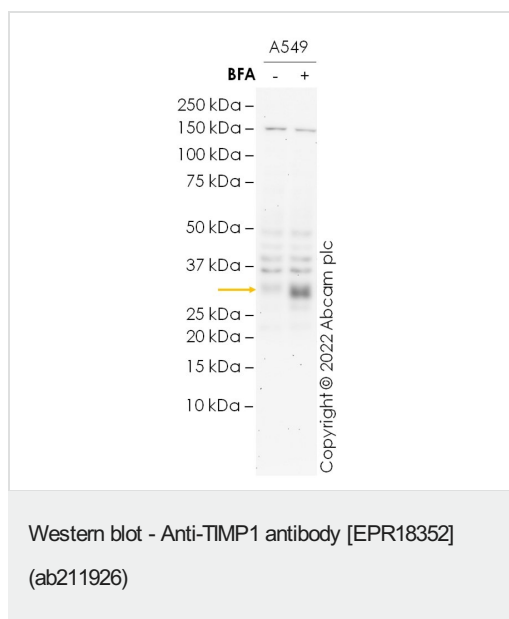 A549
BFA - +
250 kDa –
150 kDa –
100 kDa –
75 kDa –
50 kDa –
37 kDa –
25 kDa –
20 kDa –
15 kDa –
10 kDa –
Copyright © 2022 Abcam plc
Western blot - Anti-TIMP1 antibody [EPR18352]
(ab211926)